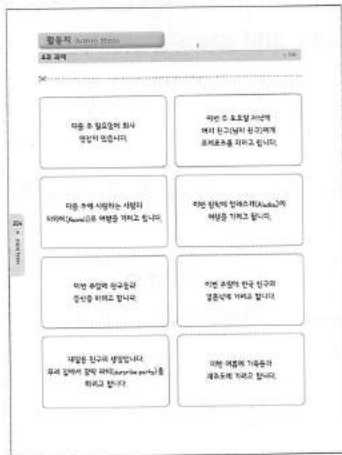 활동지 Activity Sheets
4과 과제
다음 주 일요일에 회사
면접이 있습니다.
이번 주 토요일 저녁에
여자 친구(남자 친구)에게
프러포즈를 하려고 합니다.
다음 주에 사랑하는 사람과
하와이(Hawaii)로 여행을 가려고 합니다.
이번 방학에 알래스카(Alaska)에
여행을 가려고 합니다.
이번 주말에 친구들과
등산을 하려고 합니다.
이번 주말에 한국 친구의
결혼식에 가려고 합니다.
내일은 친구의 생일입니다.
우리 집에서 깜짝 파티(surprise party)를
하려고 합니다.
이번 여름에 가족들과
제주도에 가려고 합니다.